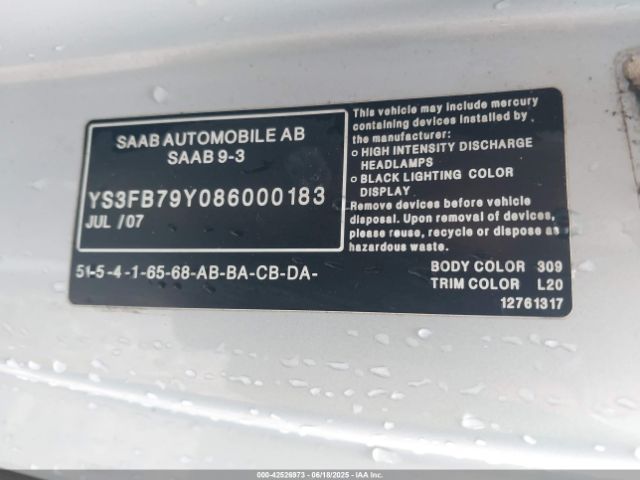 SAAB AUTOMOBILE AB
SAAB 9-3
YS3FB79Y086000183
JUL /07
51-5-4-1-65-68-AB-BA-CB-DA-
This vehicle may include mercury
containing devices installed by
the manufacturer:
o HIGH INTENSITY DISCHARGE
HEADLAMPS
o BLACK LIGHTING COLOR
DISPLAY
Remove devices before vehicle
disposal. Upon removal of devices,
please reuse, recycle or dispose as
hazardous waste.
BODY COLOR 309
TRIM COLOR L20
12761317
000-42526973 - 06/18/2025 - IAA Inc.